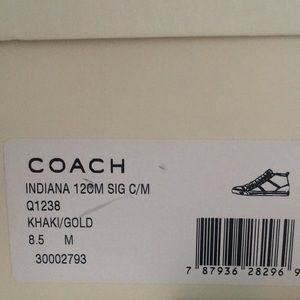 COACH
INDIANA 12CM SIG C/M
Q1238
KHAKI/GOLD
8.5 M
30002793
7 87936 28296 9